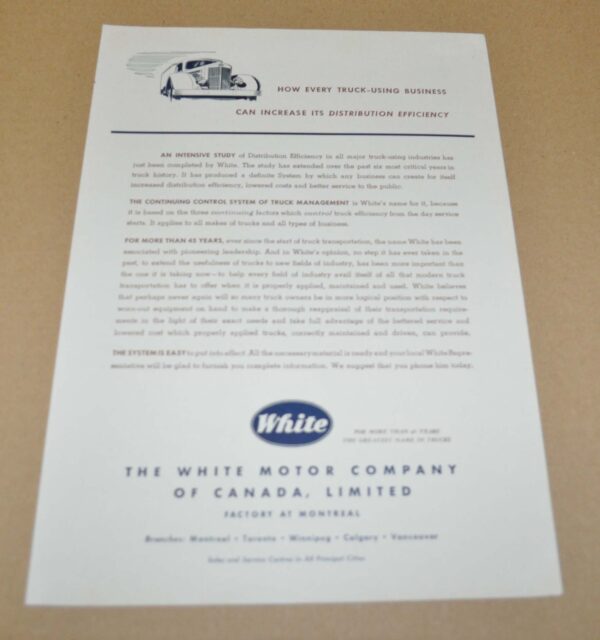 HOW EVERY TRUCK-USING BUSINESS
CAN INCREASE ITS DISTRIBUTION EFFICIENCY
AN INTENSIVE STUDY of Distribution Efficiency in all major truck-using industries has
just been completed by White. The study has extended over the past six most critical years in
truck history. It has produced a definite System by which any business can create for itself
increased distribution efficiency, lowered costs and better service to the public.
THE CONTINUING CONTROL SYSTEM OF TRUCK MANAGEMENT is White's name for it, because
it is based on the three continuing factors which control truck efficiency from the day service
starts. It applies to all makes of trucks and all types of business.
FOR MORE THAN 45 YEARS, ever since the start of truck transportation, the name White has been
associated with pioneering leadership. And in White's opinion, no step it has ever taken in the
past, to extend the usefulness of trucks to new fields of industry, has been more important than
the one it is taking now—to help every field of industry avail itself of all that modern truck
transportation has to offer when it is properly applied, maintained and used. White believes
that perhaps never again will so many truck owners be in more logical position with respect to
worn-out equipment on hand to make a thorough reappraisal of their transportation require-
ments in the light of their exact needs and take full advantage of the bettered service and
lowered cost which properly applied trucks, correctly maintained and driven, can provide.
THE SYSTEM IS EASY to put into effect. All the necessary material is ready and your local White Repre-
sentative will be glad to furnish you complete information. We suggest that you phone him today.
White
FOR MORE THAN 45 YEARS
THE GREATEST NAME IN TRUCKS
THE WHITE MOTOR COMPANY
OF CANADA, LIMITED
FACTORY AT MONTREAL
Branches: Montreal • Toronto • Winnipeg • Calgary • Vancouver
Sales and Service Centres in All Principal Cities